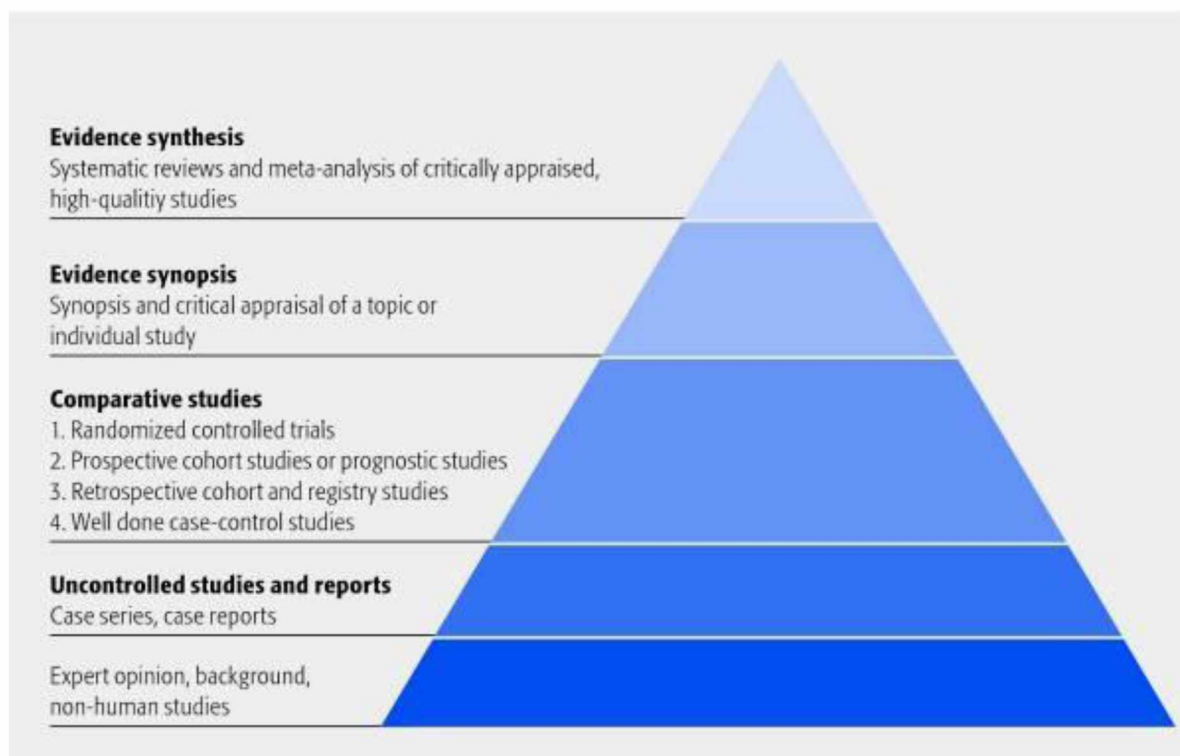 Evidence synthesis
Systematic reviews and meta-analysis of critically appraised,
high-qualitiy studies
Evidence synopsis
Synopsis and critical appraisal of a topic or
individual study
Comparative studies
1. Randomized controlled trials
2. Prospective cohort studies or prognostic studies
3. Retrospective cohort and registry studies
4. Well done case-control studies
Uncontrolled studies and reports
Case series, case reports
Expert opinion, background,
non-human studies